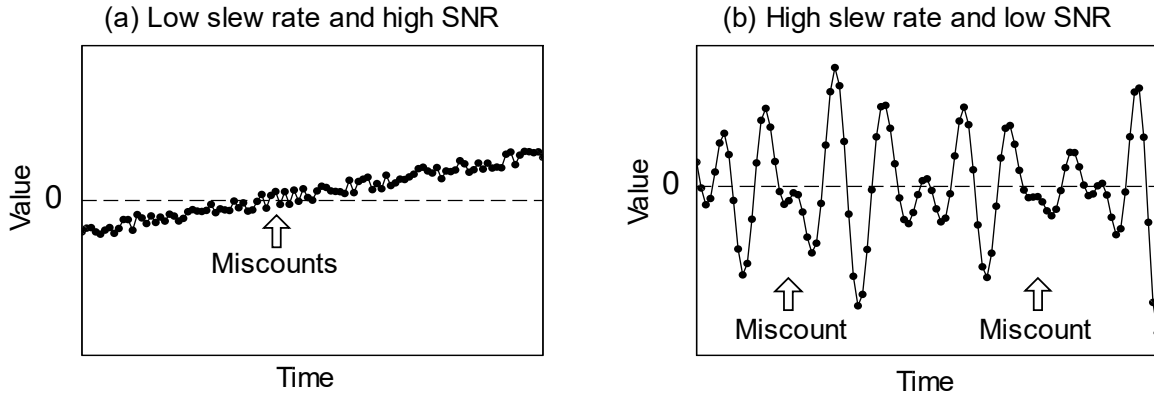 (a) Low slew rate and high SNR
Value
0
Miscounts
Time
(b) High slew rate and low SNR
Value
0
Miscount
Miscount
Time